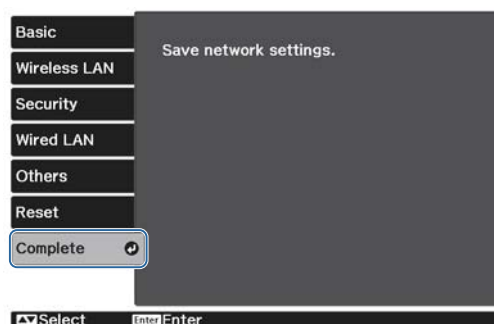 Basic
Save network settings.
Wireless LAN
Security
Wired LAN
Others
Reset
Complete
Select Enter Enter